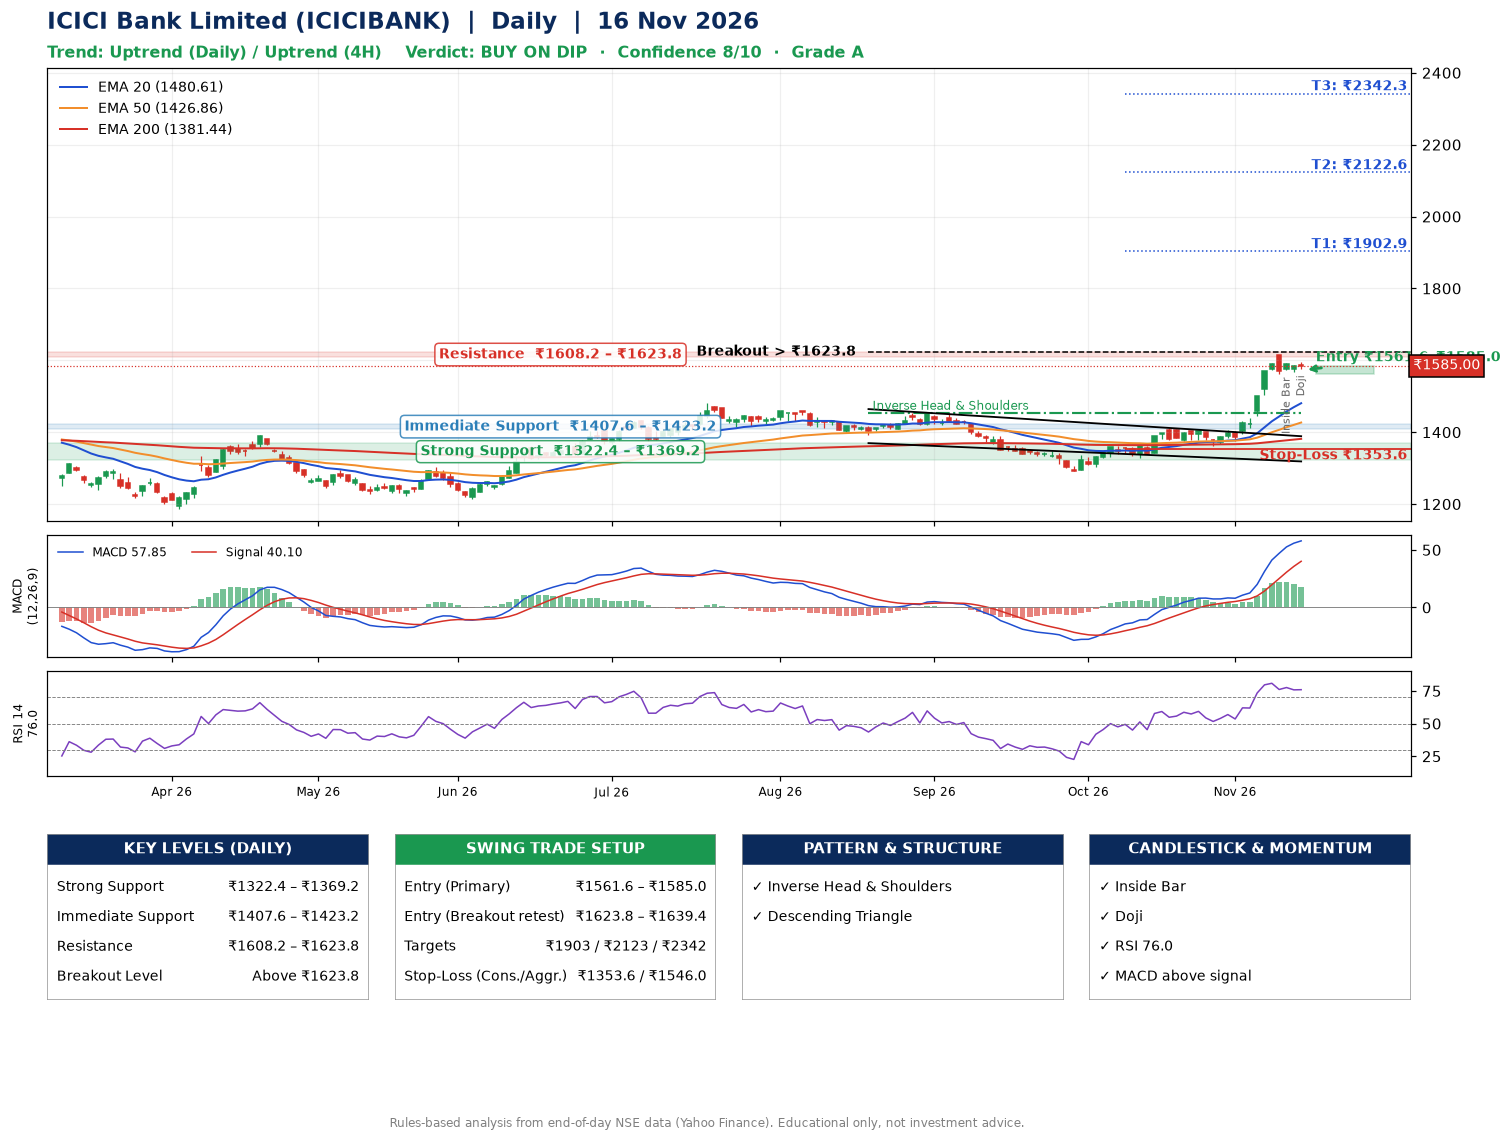 ICICI Bank Limited (ICICIBANK) | Daily | 16 Nov 2026
Trend: Uptrend (Daily) / Uptrend (4H) Verdict: BUY ON DIP · Confidence 8/10 · Grade A
EMA 20 (1480.61)
EMA 50 (1426.86)
EMA 200 (1381.44)
T3: ₹2342.3
T2: ₹2122.6
T1: ₹1902.9
2400
2200
2000
1800
1400
1200
Resistance ₹1608.2 – ₹1623.8
Breakout > ₹1623.8
Entry ₹1561.6
₹1585.00
Inverse Head & Shoulders
Inside Bar
Doji
Immediate Support ₹1407.6 – ₹1423.2
Strong Support ₹1322.4 – ₹1369.2
Stop-Loss ₹1353.6
MACD 57.85 Signal 40.10
MACD
(12,26,9)
50
0
RSI 14
76.0
75
50
25
Apr 26 May 26 Jun 26 Jul 26 Aug 26 Sep 26 Oct 26 Nov 26
KEY LEVELS (DAILY)
Strong Support ₹1322.4 – ₹1369.2
Immediate Support ₹1407.6 – ₹1423.2
Resistance ₹1608.2 – ₹1623.8
Breakout Level Above ₹1623.8
SWING TRADE SETUP
Entry (Primary) ₹1561.6 – ₹1585.0
Entry (Breakout retest) ₹1623.8 – ₹1639.4
Targets ₹1903 / ₹2123 / ₹2342
Stop-Loss (Cons./Aggr.) ₹1353.6 / ₹1546.0
PATTERN & STRUCTURE
✓ Inverse Head & Shoulders
✓ Descending Triangle
CANDLESTICK & MOMENTUM
✓ Inside Bar
✓ Doji
✓ RSI 76.0
✓ MACD above signal
Rules-based analysis from end-of-day NSE data (Yahoo Finance). Educational only, not investment advice.